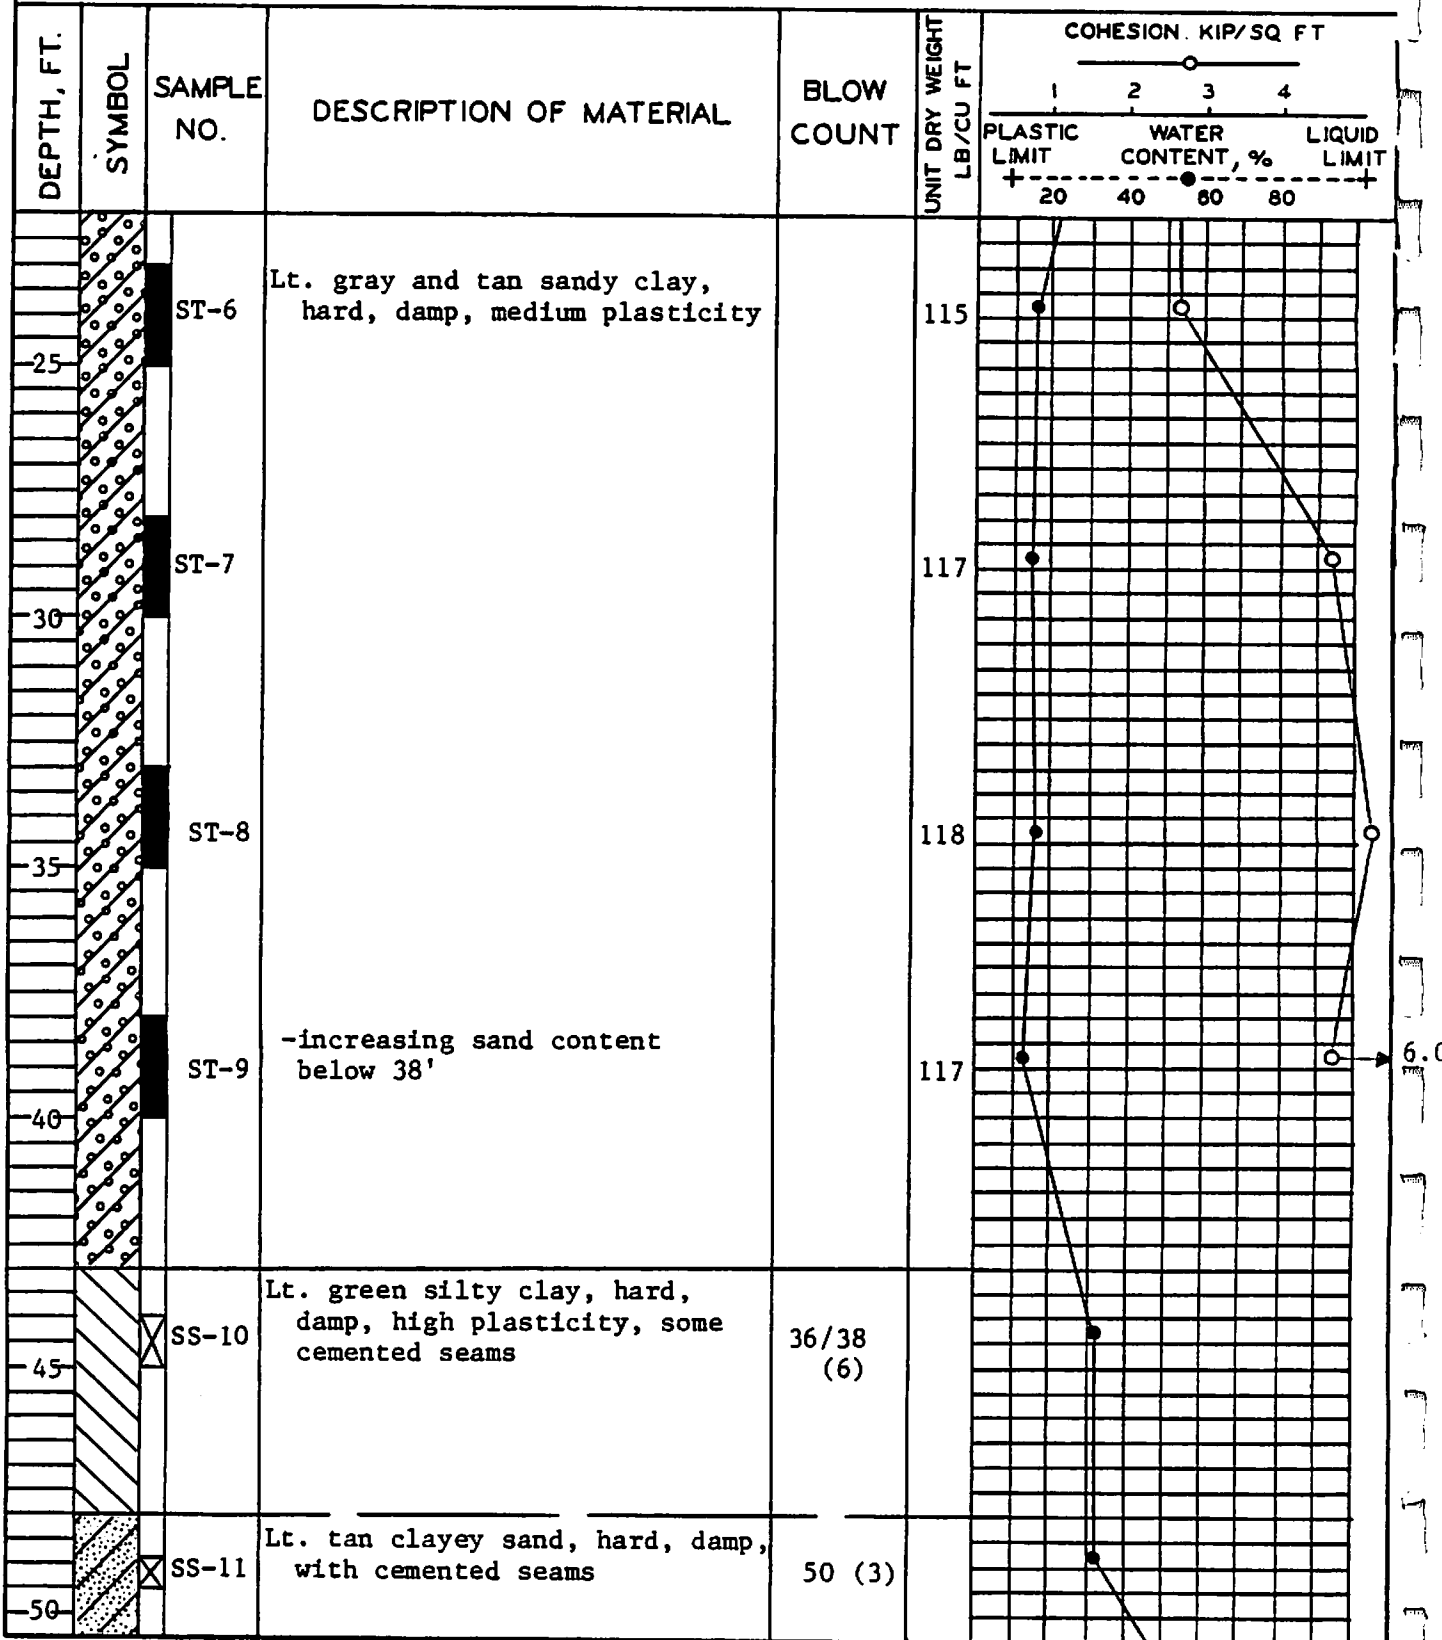 DEPTH, FT.
SYMBOL
SAMPLE
NO.
DESCRIPTION OF MATERIAL
BLOW
COUNT
UNIT DRY WEIGHT
LB/CU FT
COHESION. KIP/SQ FT
1 2 3 4
PLASTIC
LIMIT
WATER
CONTENT, %
LIQUID
LIMIT
20 40 60 80
ST-6
Lt. gray and tan sandy clay,
hard, damp, medium plasticity
115
25
ST-7
117
30
ST-8
118
35
ST-9
-increasing sand content
below 38'
117
6.0
40
SS-10
Lt. green silty clay, hard,
damp, high plasticity, some
cemented seams
36/38
(6)
45
SS-11
Lt. tan clayey sand, hard, damp,
with cemented seams
50 (3)
50